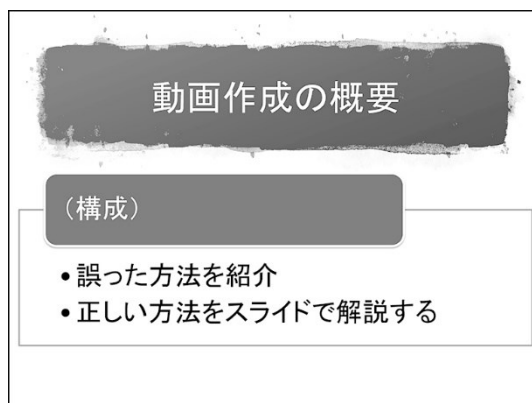 動画作成の概要
（構成）
•誤った方法を紹介
•正しい方法をスライドで解説する